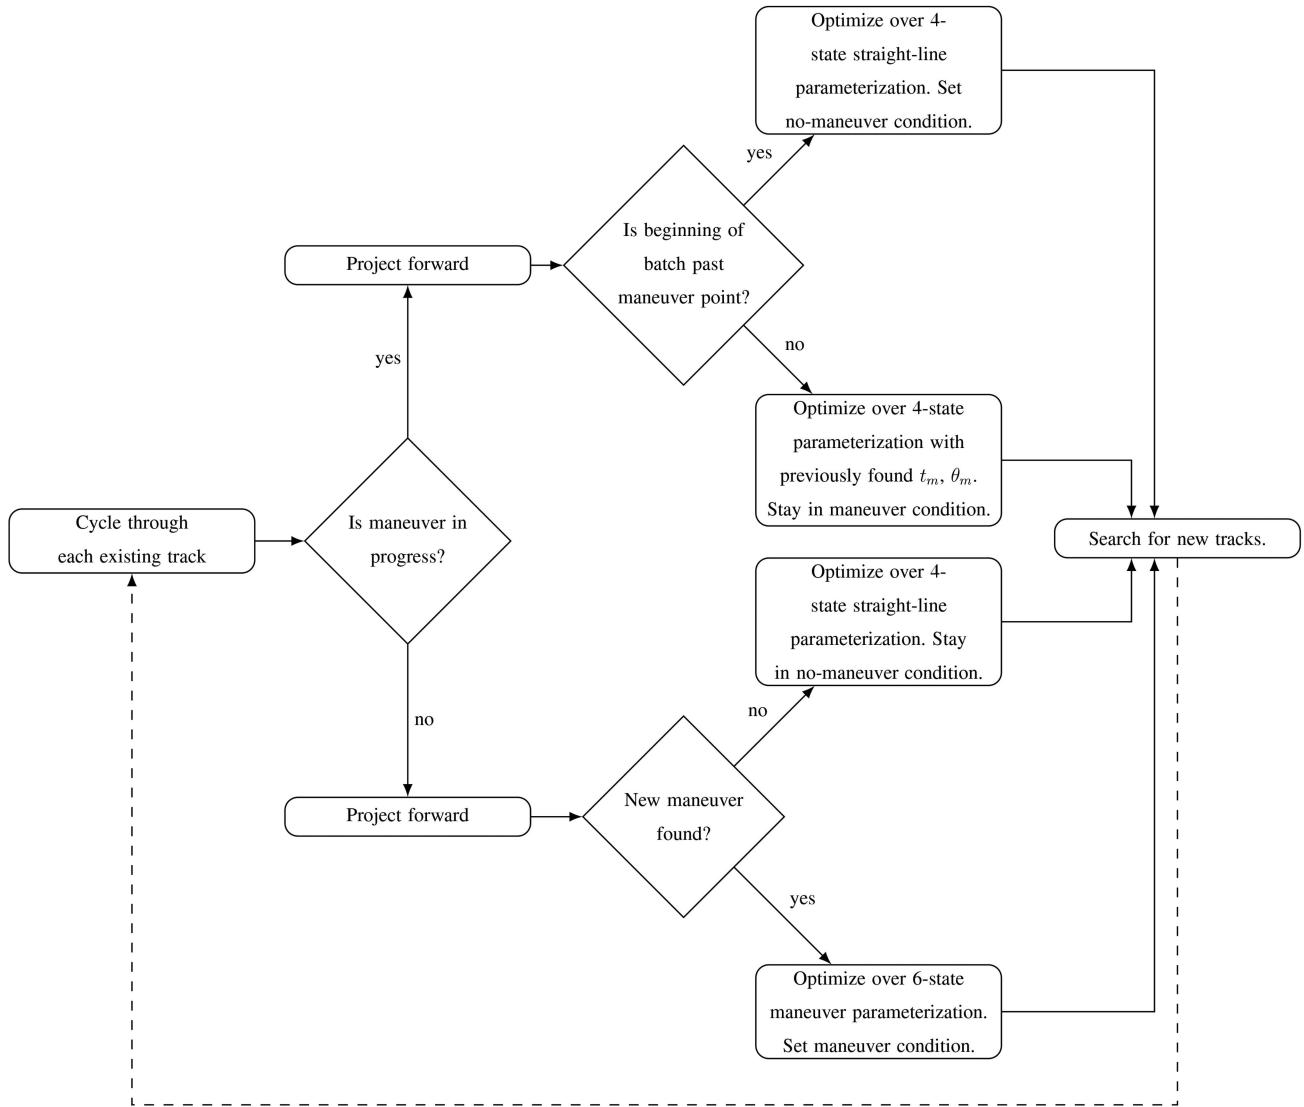 Optimize over 4-
state straight-line
parameterization. Set
no-maneuver condition.
yes
Is beginning of
batch past
maneuver point?
Project forward
no
yes
Optimize over 4-state
parameterization with
previously found $t_m$, $\theta_m$.
Stay in maneuver condition.
Cycle through
each existing track
Is maneuver in
progress?
Search for new tracks.
Optimize over 4-
state straight-line
parameterization. Stay
in no-maneuver condition.
no
no
Project forward
New maneuver
found?
yes
Optimize over 6-state
maneuver parameterization.
Set maneuver condition.